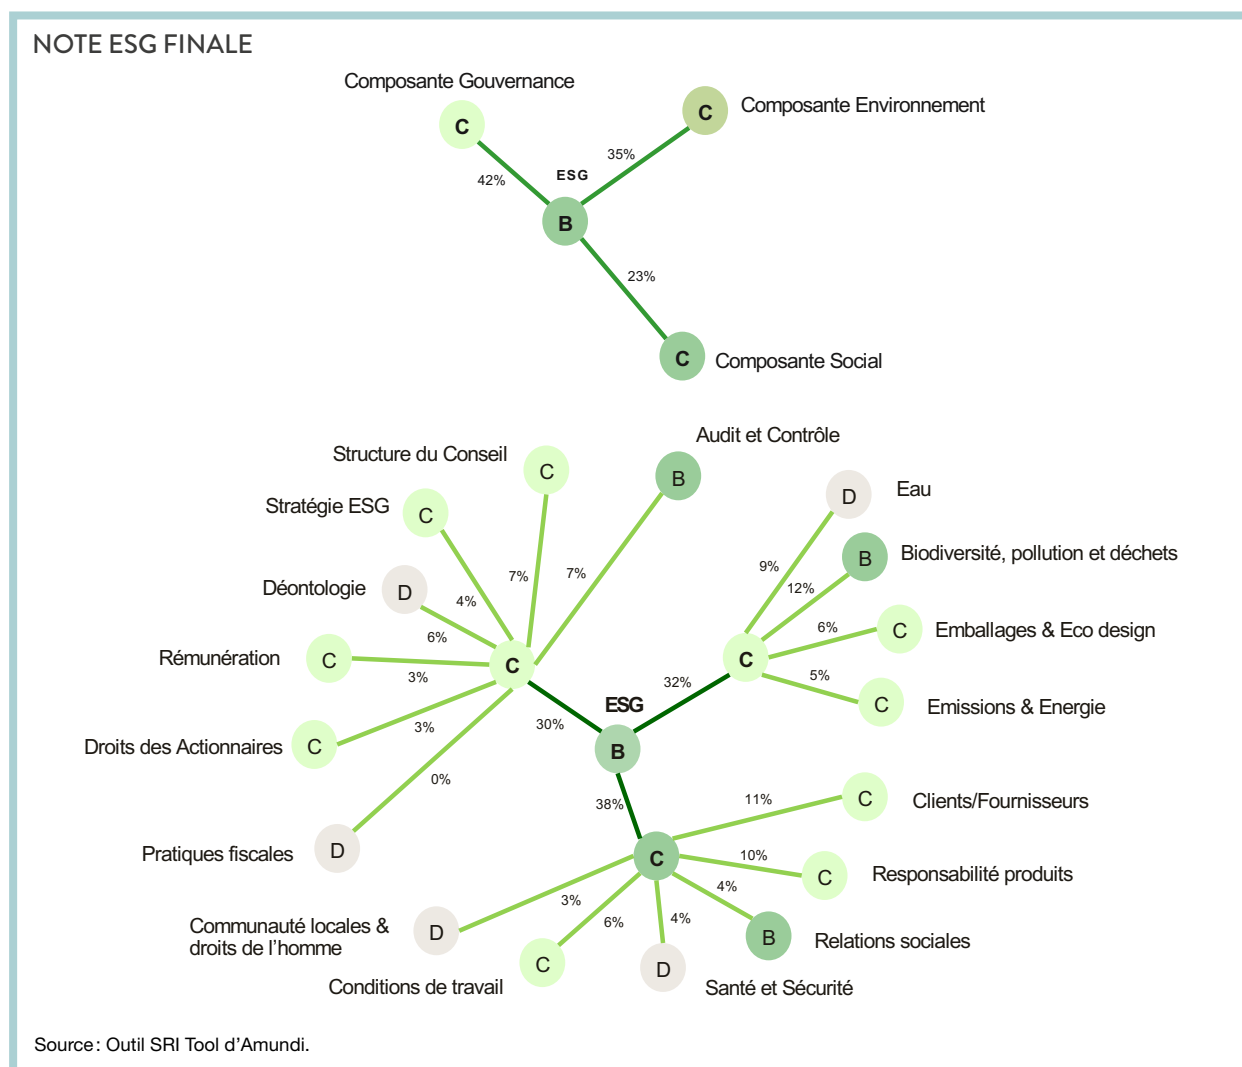 NOTE ESG FINALE
Composante Gouvernance
C
C
Composante Environnement
35%
42%
ESG
B
23%
C
Composante Social
Audit et Contrôle
B
Structure du Conseil
C
Stratégie ESG
C
Déontologie
D
Rémunération
C
Droits des Actionnaires
C
Pratiques fiscales
D
7%
7%
4%
6%
3%
3%
0%
C
30%
ESG
B
32%
C
38%
9%
D
Eau
12%
B
Biodiversité, pollution et déchets
6%
C
Emballages & Eco design
5%
C
Emissions & Energie
C
11%
C
Clients/Fournisseurs
10%
C
Responsabilité produits
4%
B
Relations sociales
4%
D
Santé et Sécurité
6%
C
Conditions de travail
3%
D
Communauté locales &
droits de l’homme
Source : Outil SRI Tool d’Amundi.